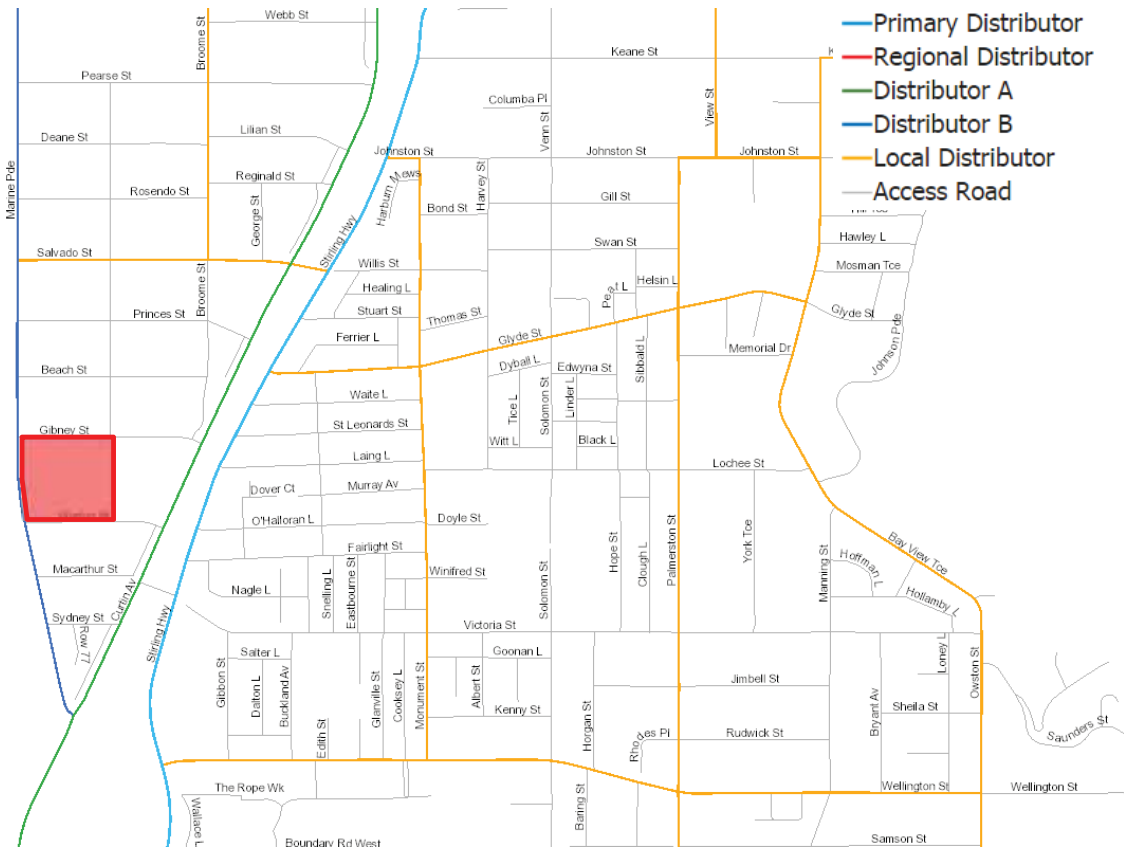 Webb St
Broome St
Primary Distributor
Regional Distributor
Distributor A
Distributor B
Local Distributor
Access Road
Keane St
Pearse St
Columba Pl
View St
Venn St
Lilian St
Deane St
Johnston St
Johnston St
Johnston St
Marine Pde
Reginald St
Harvey St
Harburn Mews
Rosendo St
Gill St
George St
Bond St
Stirling Hwy
Hawley L
Swan St
Salvado St
Willis St
Mosman Tce
Broome St
Healing L
Helsin L
Peat L
Princes St
Stuart St
Thomas St
Glyde St
Glyde St
Johnson Pde
Ferrier L
Sibbald L
Memorial Dr
Beach St
Dyball L
Edwyna St
Waite L
Tice L
Solomon St
Linder L
Gibney St
St Leonards St
Witt L
Black L
Laing L
Lochee St
Dover Ct
Murray Av
O'Halloran L
Doyle St
Hope St
Clough L
Palmerston St
York Tce
Bay View Tce
Fairlight St
Manning St
Hoffman L
Macarthur St
Curtin Av
Nagle L
Snelling L
Eastbourne St
Winifred St
Solomon St
Hollamby L
Sydney St
Row 77
Stirling Hwy
Victoria St
Loney L
Salter L
Goonan L
Gibbon St
Dalton L
Buckland Av
Glanville St
Cooksey L
Monument St
Albert St
Jimbell St
Owston St
Kenny St
Bryant Av
Sheila St
Edith St
Horgan St
Rhodes Pl
Rudwick St
Saunders St
The Rope Wk
Wellington St
Wellington St
Wallace L
Baring St
Boundary Rd West
Samson St